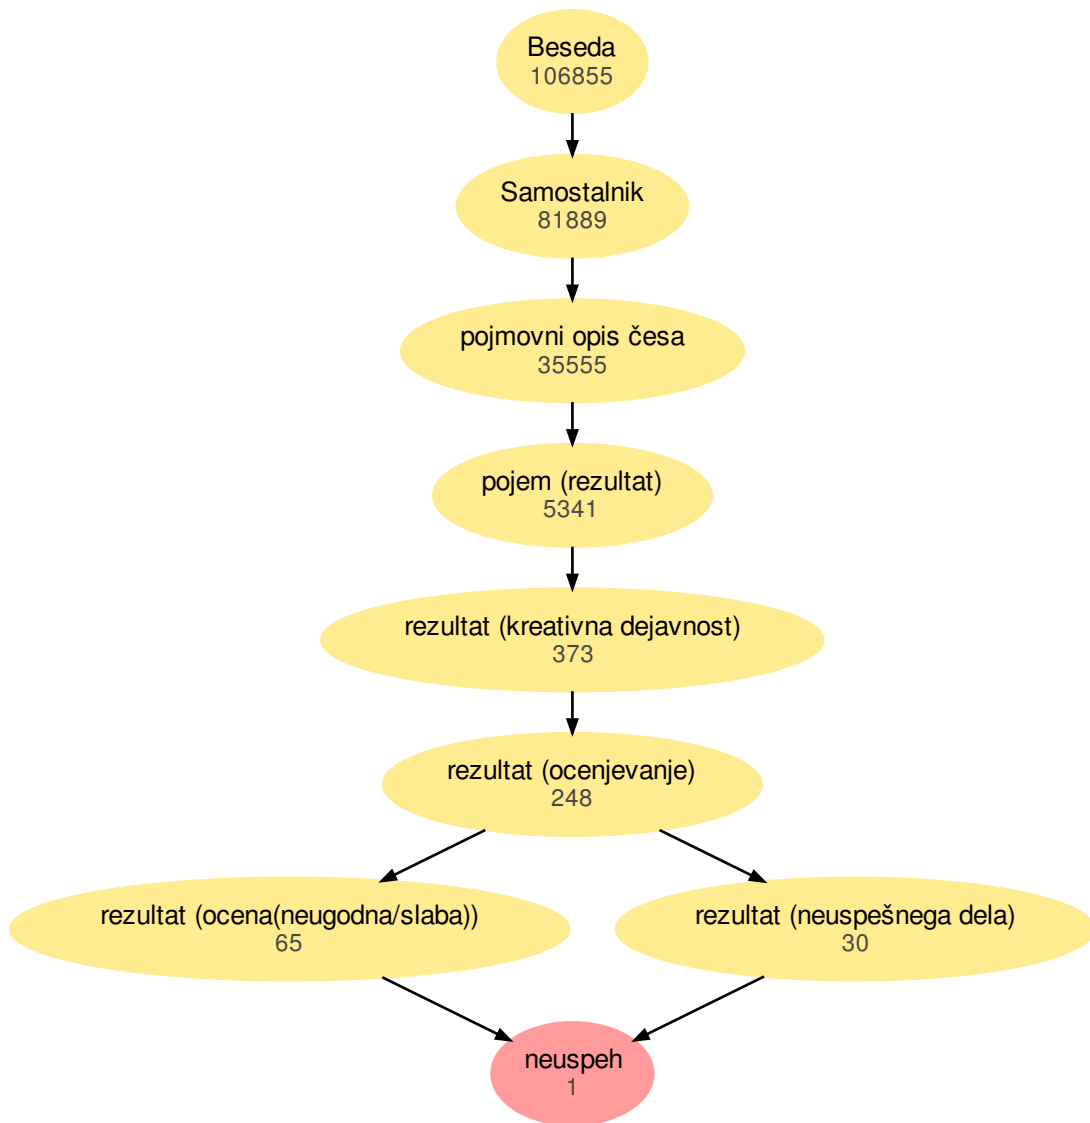 Beseda
106855
Samostalnik
81889
pojmovni opis česa
35555
pojem (rezultat)
5341
rezultat (kreativna dejavnost)
373
rezultat (ocenjevanje)
248
rezultat (ocena(neugodna/slaba))
65
rezultat (neuspešnega dela)
30
neuspeh
1